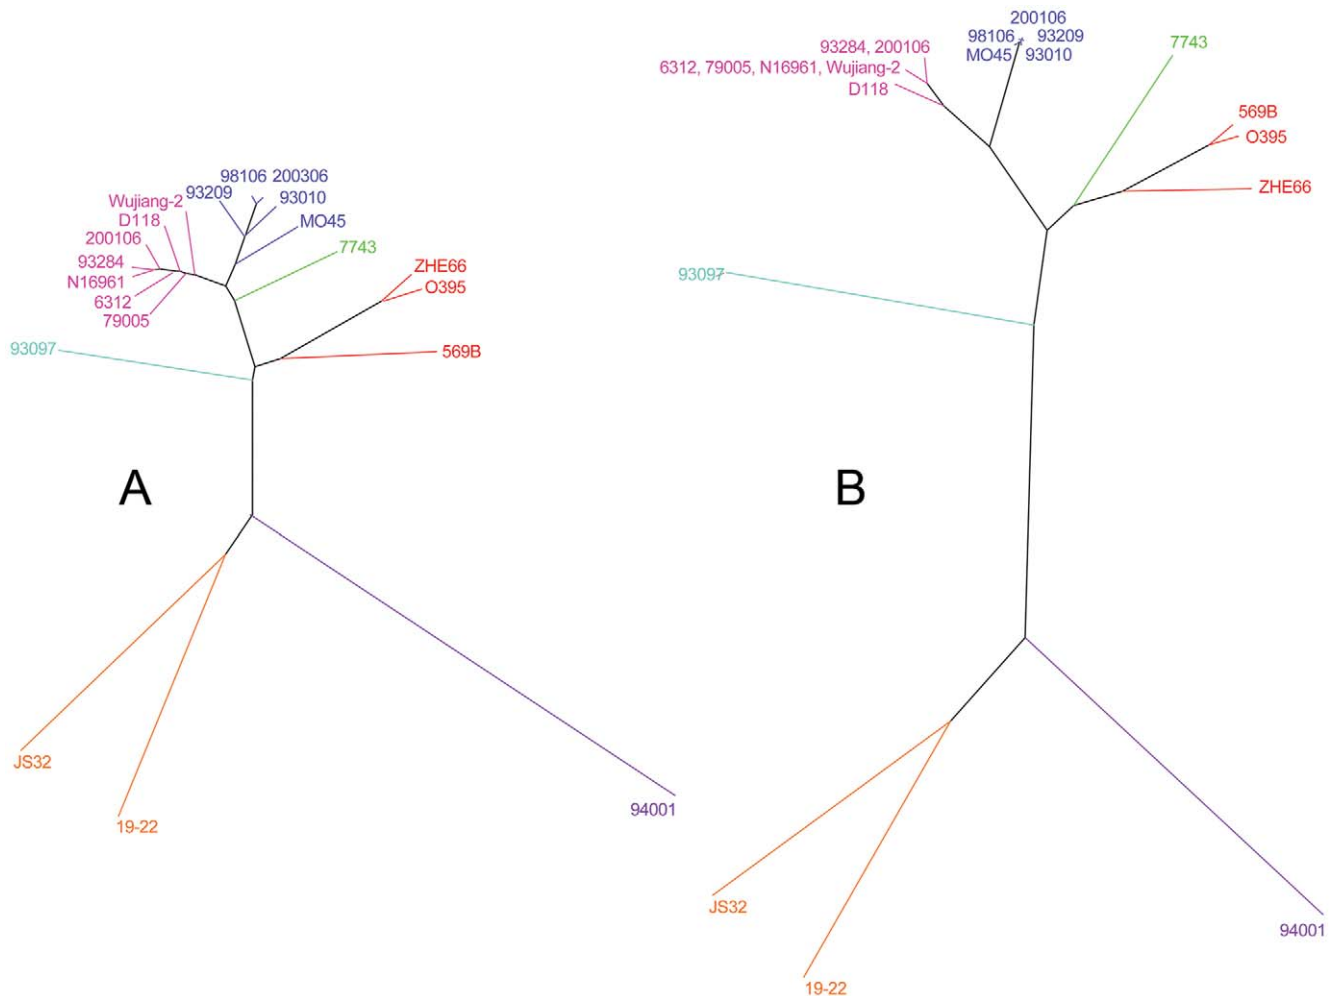 98106 200306
93209 93010
Wujiang-2
D118 MO45
200106
7743
93284
ZHE66
N16961
O395
6312
79005
93097
569B
A
JS32
19-22
94001
200106
98106 93209
93284, 200106
MO45 93010
7743
6312, 79005, N16961, Wujiang-2
D118
569B
O395
ZHE66
93097
B
JS32
19-22
94001